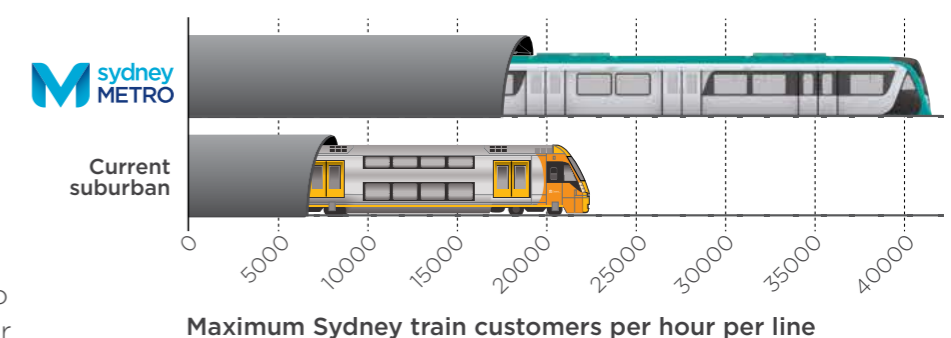 sydney
METRO
Current
suburban
0
5000
10000
15000
20000
25000
30000
35000
40000
r
Maximum Sydney train customers per hour per line